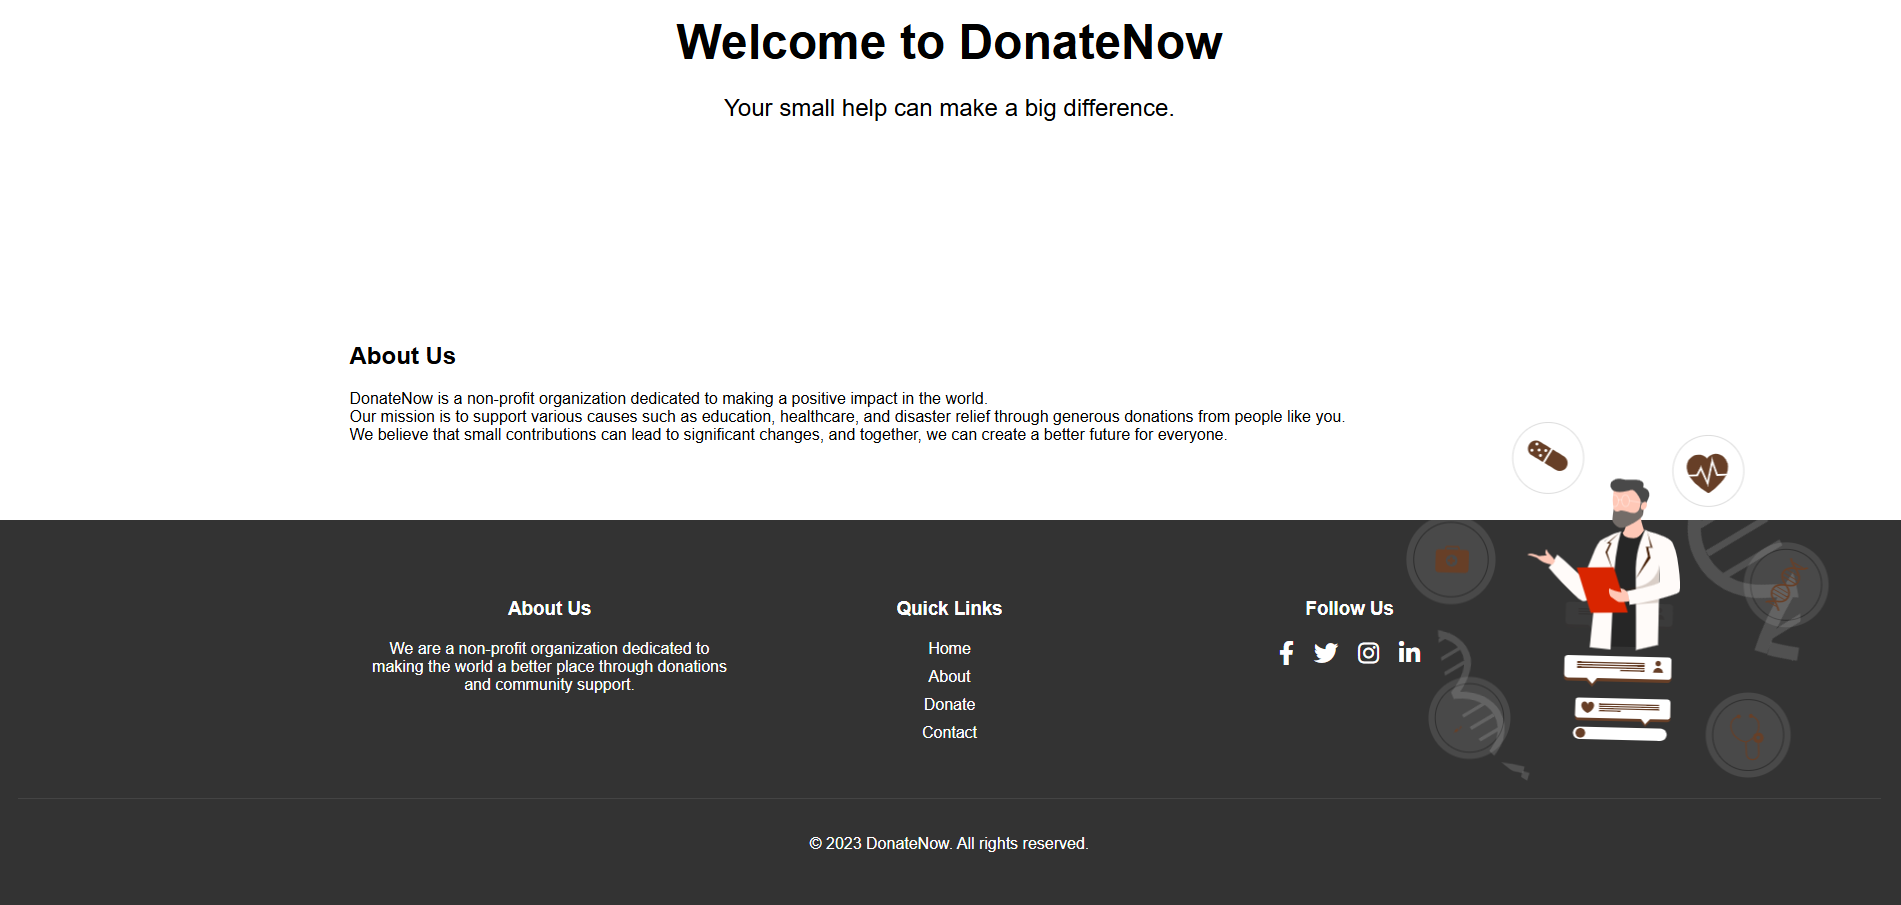 Welcome to DonateNow
Your small help can make a big difference.
About Us
DonateNow is a non-profit organization dedicated to making a positive impact in the world.
Our mission is to support various causes such as education, healthcare, and disaster relief through generous donations from people like you.
We believe that small contributions can lead to significant changes, and together, we can create a better future for everyone.
About Us
We are a non-profit organization dedicated to
making the world a better place through donations
and community support.
Quick Links
Home
About
Donate
Contact
Follow Us
© 2023 DonateNow. All rights reserved.